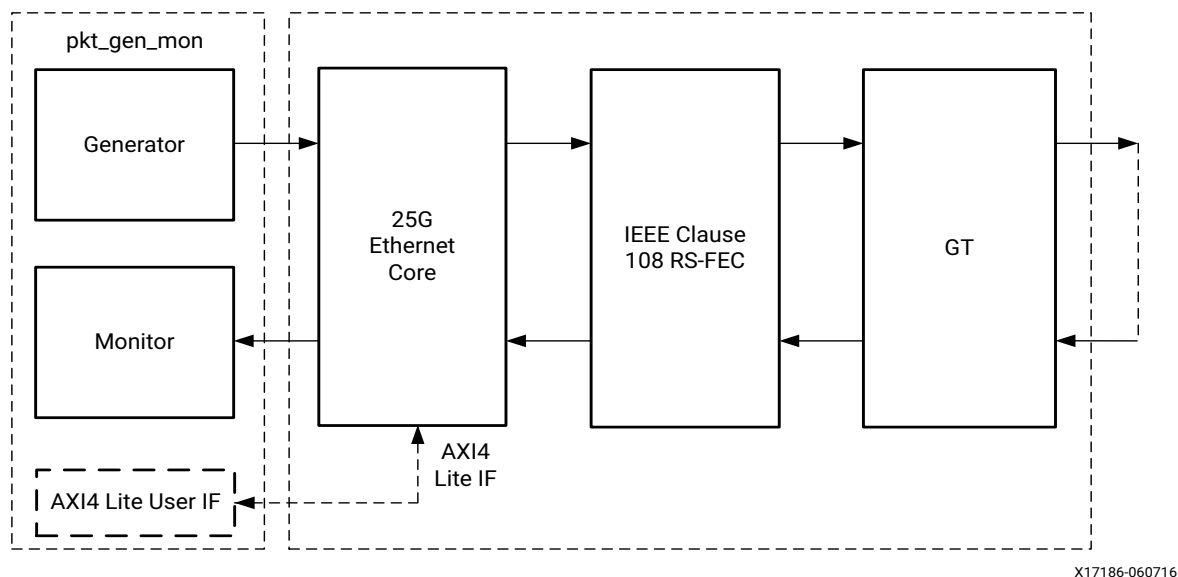 pkt_gen_mon
Generator
Monitor
AXI4 Lite User IF
25G
Ethernet
Core
AXI4
Lite IF
IEEE Clause
108 RS-FEC
GT
X17186-060716